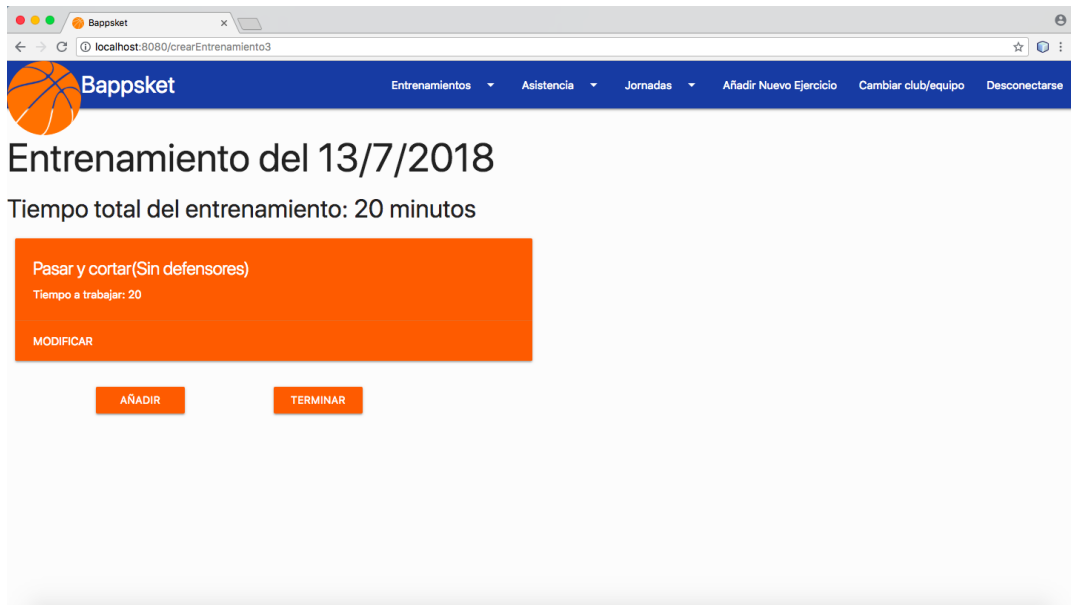 Bappsket
localhost:8080/crearEntrenamiento3
Bappsket
Entrenamientos Asistencia Jornadas Añadir Nuevo Ejercicio Cambiar club/equipo Desconectarse
Entrenamiento del 13/7/2018
Tiempo total del entrenamiento: 20 minutos
Pasar y cortar(Sin defensores)
Tiempo a trabajar: 20
MODIFICAR
AÑADIR TERMINAR